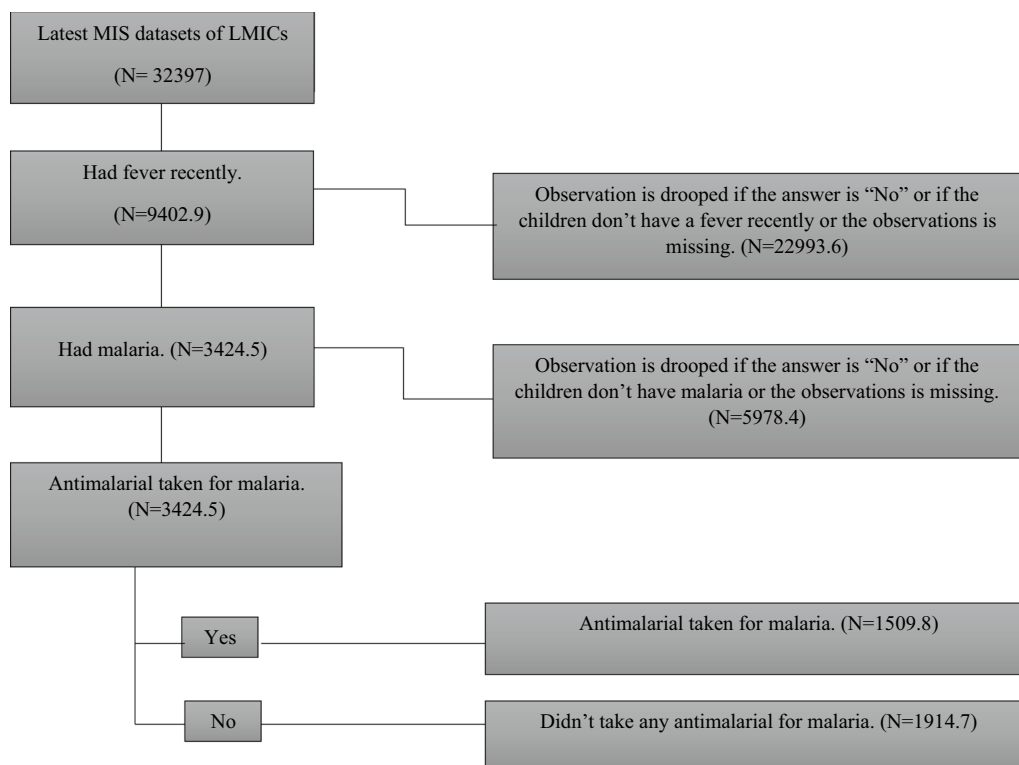 Latest MIS datasets of LMICs
(N= 32397)
Had fever recently.
(N=9402.9)
Observation is drooped if the answer is “No” or if the
children don’t have a fever recently or the observations is
missing. (N=22993.6)
Had malaria. (N=3424.5)
Observation is drooped if the answer is “No” or if the
children don’t have malaria or the observations is missing.
(N=5978.4)
Antimalarial taken for malaria.
(N=3424.5)
Yes
Antimalarial taken for malaria. (N=1509.8)
No
Didn’t take any antimalarial for malaria. (N=1914.7)